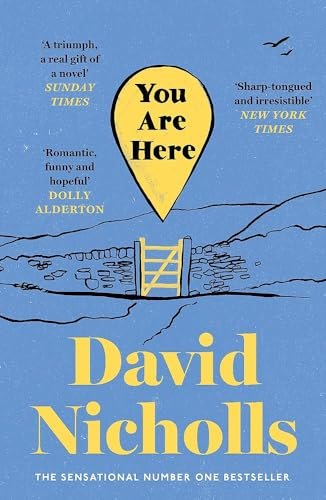 ‘A triumph,
a real gift of
a novel’
SUNDAY
TIMES
You
Are
Here
‘Sharp-tongued
and irresistible’
NEW YORK
TIMES
‘Romantic,
funny and
hopeful’
DOLLY
ALDERTON
David
Nicholls
THE SENSATIONAL NUMBER ONE BESTSELLER